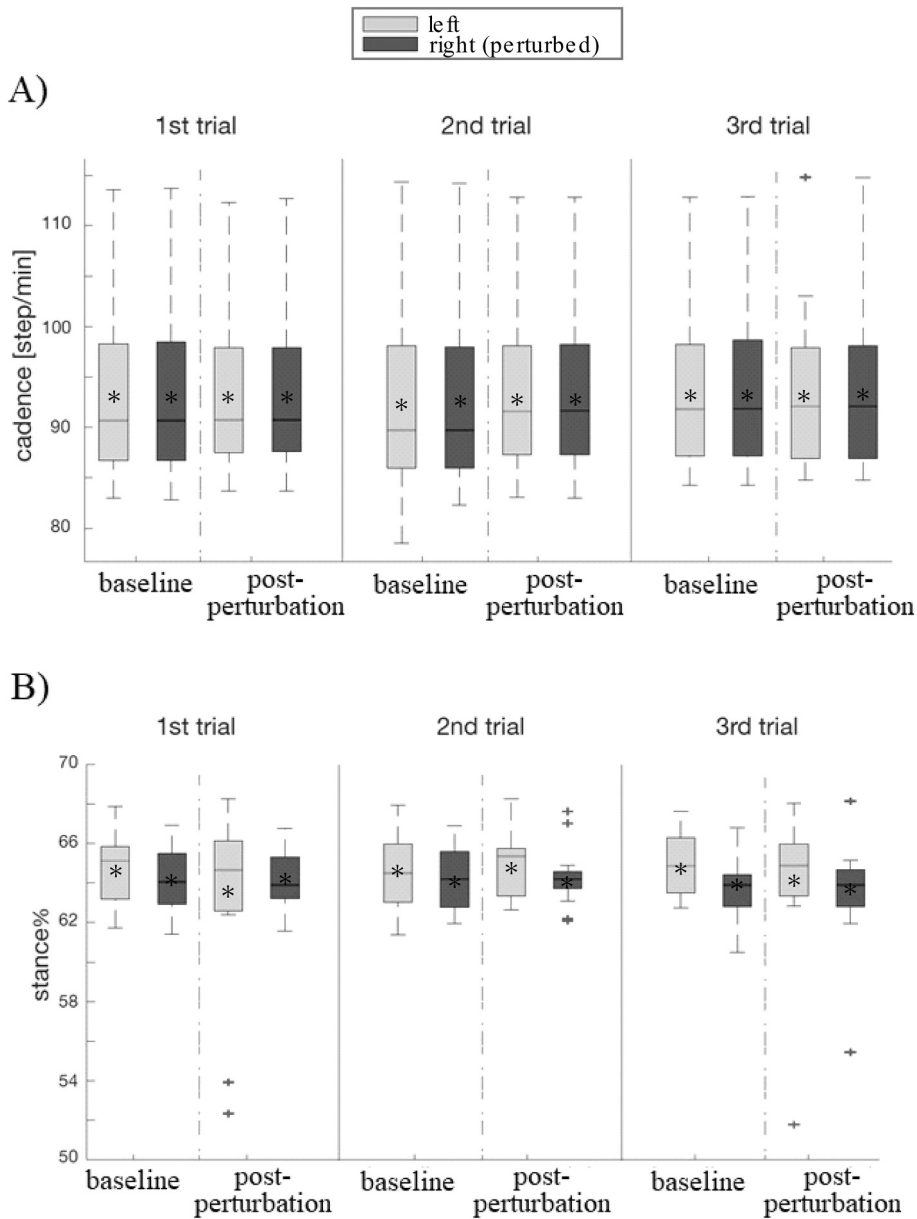 left
right (perturbed)
A)
1st trial 2nd trial 3rd trial
cadence [step/min]
110
100
90
80
baseline post-perturbation baseline post-perturbation baseline post-perturbation
B)
1st trial 2nd trial 3rd trial
stance%
70
66
62
58
54
50
baseline post-perturbation baseline post-perturbation baseline post-perturbation